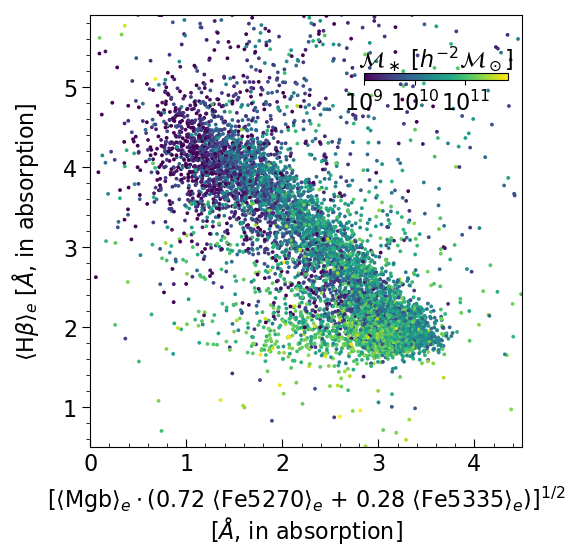 ℳ∗ [h⁻²ℳ⊙]
10⁹ 10¹⁰ 10¹¹
⟨Hβ⟩ₑ [Å, in absorption]
5
4
3
2
1
0 1 2 3 4
[⟨Mgb⟩ₑ · (0.72 ⟨Fe5270⟩ₑ + 0.28 ⟨Fe5335⟩ₑ)]¹/²
[Å, in absorption]